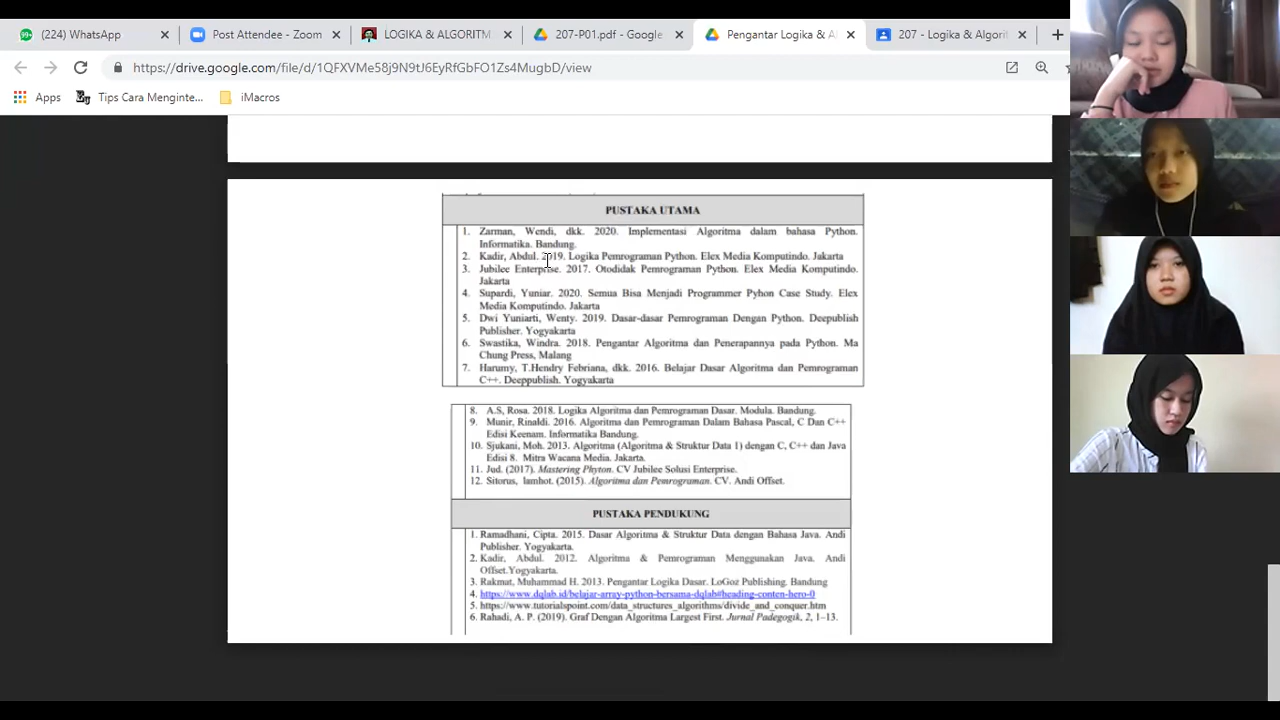 99+
(224) WhatsApp
Post Attendee - Zoom
LOGIKA & ALGORITM
207-P01.pdf - Google
Pengantar Logika & A
207 - Logika & Algorit
https://drive.google.com/file/d/1QFXVMe58j9N9tJ6EyRtGbFO1Zs4MugbD/view
Apps
Tips Cara Menginte...
iMacros
PUSTAKA UTAMA
1. Zarman, Wendi, dkk. 2020. Implementasi Algoritma dalam bahasa Python.
Informatika. Bandung.
2. Kadir, Abdul. 2019. Logika Pemrograman Python. Elex Media Komputindo. Jakarta
3. Jubilee Enterprise. 2017. Otodidak Pemrograman Python. Elex Media Komputindo.
Jakarta
4. Supardi, Yuniar. 2020. Semua Bisa Menjadi Programmer Pyhon Case Study. Elex
Media Komputindo. Jakarta
5. Dwi Yuniarti, Wenty. 2019. Dasar-dasar Pemrograman Dengan Python. Deepublish
Publisher. Yogyakarta
6. Swastika, Windra. 2018. Pengantar Algoritma dan Penerapannya pada Python. Ma
Chung Press, Malang
7. Harumy, T.Hendry Febriana, dkk. 2016. Belajar Dasar Algoritma dan Pemrograman
C++. Deeppublish. Yogyakarta
8. A.S, Rosa. 2018. Logika Algoritma dan Pemrograman Dasar. Modula. Bandung.
9. Munir, Rinaldi. 2016. Algoritma dan Pemrograman Dalam Bahasa Pascal, C Dan C++
Edisi Keenam. Informatika Bandung.
10. Sjukani, Moh. 2013. Algoritma (Algoritma & Struktur Data 1) dengan C, C++ dan Java
Edisi 8. Mitra Wacana Media. Jakarta.
11. Jud. (2017). Mastering Phyton. CV Jubilee Solusi Enterprise.
12. Sitorus, lamhot. (2015). Algoritma dan Pemrograman. CV. Andi Offset.
PUSTAKA PENDUKUNG
1. Ramadhani, Cipta. 2015. Dasar Algoritma & Struktur Data dengan Bahasa Java. Andi
Publisher. Yogyakarta.
2. Kadir, Abdul. 2012. Algoritma & Pemrograman Menggunakan Java. Andi
Offset.Yogyakarta.
3. Rakmat, Muhammad H. 2013. Pengantar Logika Dasar. LoGoz Publishing. Bandung
4. https://www.dqlab.id/belajar-array-python-bersama-dqlab#heading-conten-hero-0
5. https://www.tutorialspoint.com/data_structures_algorithms/divide_and_conquer.htm
6. Rahadi, A. P. (2019). Graf Dengan Algoritma Largest First. Jurnal Padegogik, 2, 1–13.